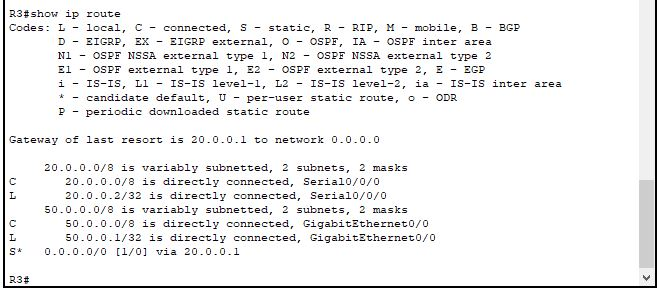 R3#show ip route
Codes: L - local, C - connected, S - static, R - RIP, M - mobile, B - BGP
       D - EIGRP, EX - EIGRP external, O - OSPF, IA - OSPF inter area
       N1 - OSPF NSSA external type 1, N2 - OSPF NSSA external type 2
       E1 - OSPF external type 1, E2 - OSPF external type 2, E - EGP
       i - IS-IS, L1 - IS-IS level-1, L2 - IS-IS level-2, ia - IS-IS inter area
       * - candidate default, U - per-user static route, o - ODR
       P - periodic downloaded static route
Gateway of last resort is 20.0.0.1 to network 0.0.0.0
     20.0.0.0/8 is variably subnetted, 2 subnets, 2 masks
C       20.0.0.0/8 is directly connected, Serial0/0/0
L       20.0.0.2/32 is directly connected, Serial0/0/0
     50.0.0.0/8 is variably subnetted, 2 subnets, 2 masks
C       50.0.0.0/8 is directly connected, GigabitEthernet0/0
L       50.0.0.1/32 is directly connected, GigabitEthernet0/0
S*   0.0.0.0/0 [1/0] via 20.0.0.1
R3#